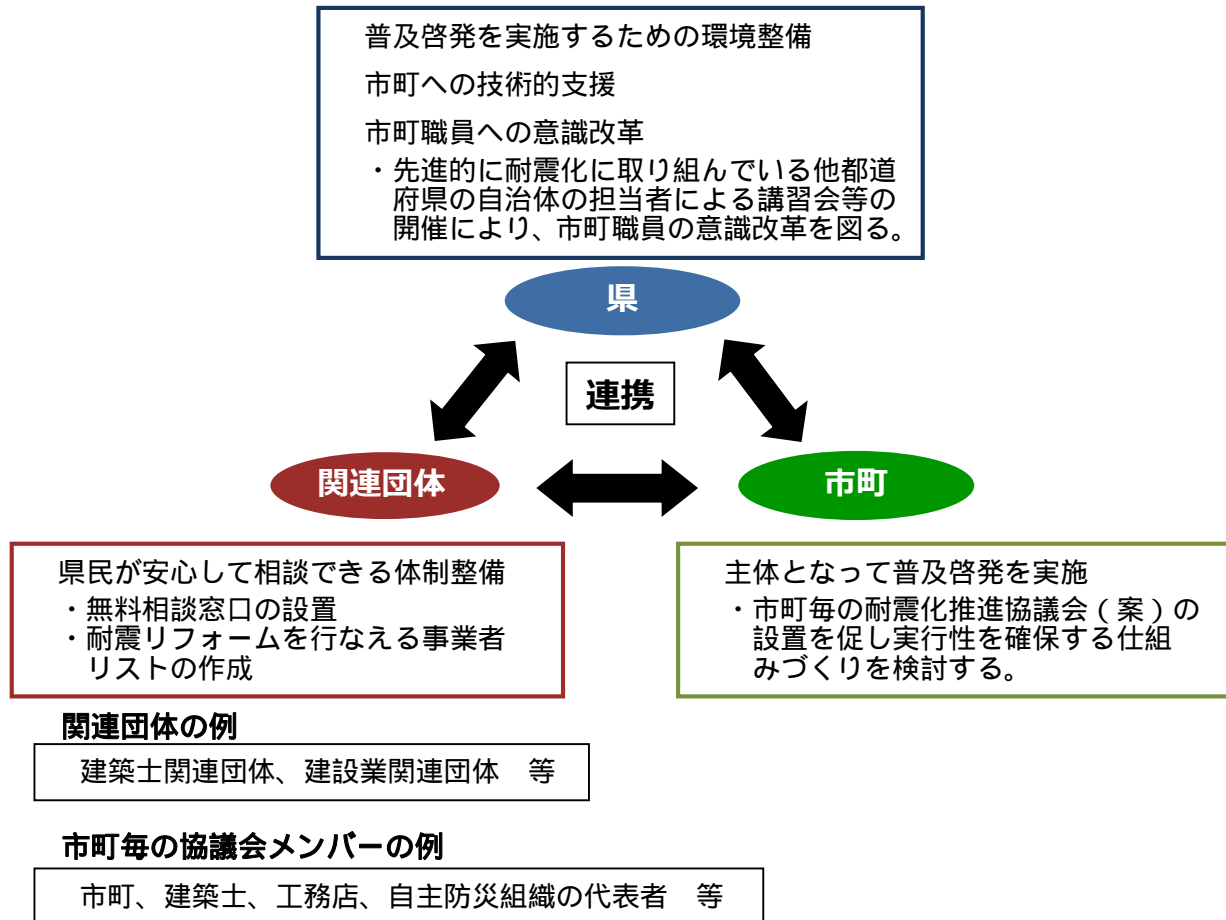 普及啓発を実施するための環境整備
市町への技術的支援
市町職員への意識改革
・先進的に耐震化に取り組んでいる他都道
府県の自治体の担当者による講習会等の
開催により、市町職員の意識改革を図る。
県
連携
関連団体
市町
県民が安心して相談できる体制整備
・無料相談窓口の設置
・耐震リフォームを行なえる事業者
リストの作成
主体となって普及啓発を実施
・市町毎の耐震化推進協議会（案）の
設置を促し実行性を確保する仕組
みづくりを検討する。
関連団体の例
建築士関連団体、建設業関連団体　等
市町毎の協議会メンバーの例
市町、建築士、工務店、自主防災組織の代表者　等